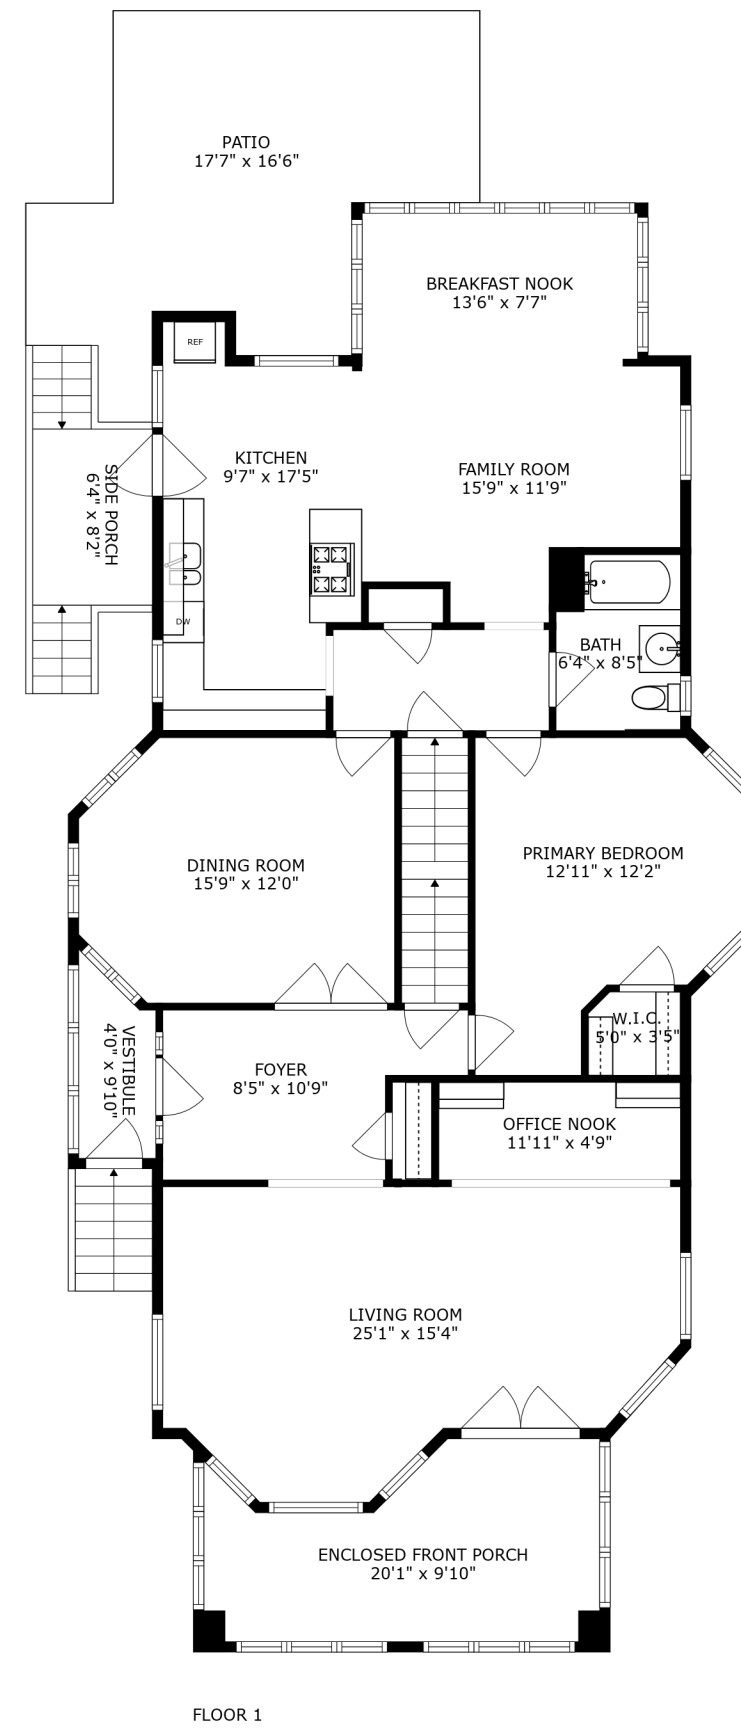 PATIO
17'7" x 16'6"
BREAKFAST NOOK
13'6" x 7'7"
REF
KITCHEN
9'7" x 17'5"
FAMILY ROOM
15'9" x 11'9"
SIDE PORCH
6'4" x 8'2"
DW
BATH
6'4" x 8'5"
DINING ROOM
15'9" x 12'0"
PRIMARY BEDROOM
12'11" x 12'2"
W.I.C.
5'0" x 3'5"
VESTIBULE
4'0" x 9'10"
FOYER
8'5" x 10'9"
OFFICE NOOK
11'11" x 4'9"
LIVING ROOM
25'1" x 15'4"
ENCLOSED FRONT PORCH
20'1" x 9'10"
FLOOR 1